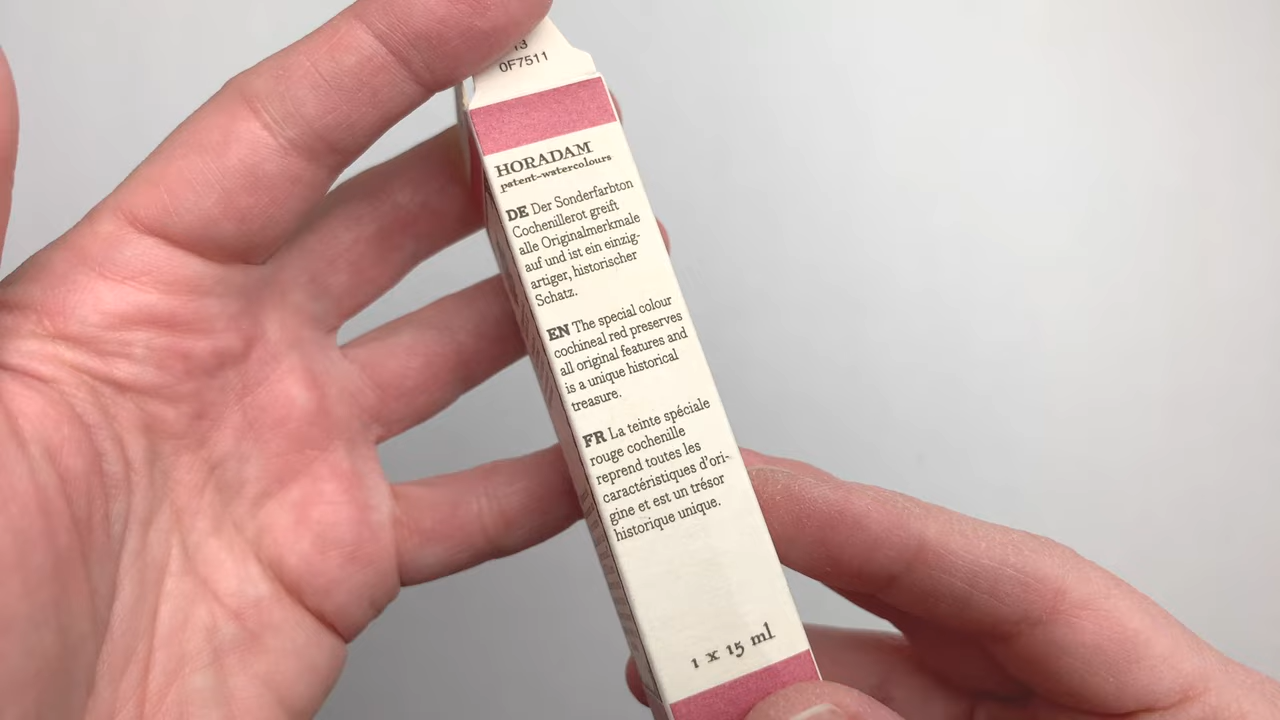 13
0F7511
HORADAM
patent-watercolours
DE Der Sonderfarbton
Cochenillerot greift
alle Originalmerkmale
auf und ist ein einzig-
artiger, historischer
Schatz.
EN The special colour
cochineal red preserves
all original features and
is a unique historical
treasure.
FR La teinte spéciale
rouge cochenille
reprend toutes les
caractéristiques d'ori-
gine et est un trésor
historique unique.
1 x 15 ml